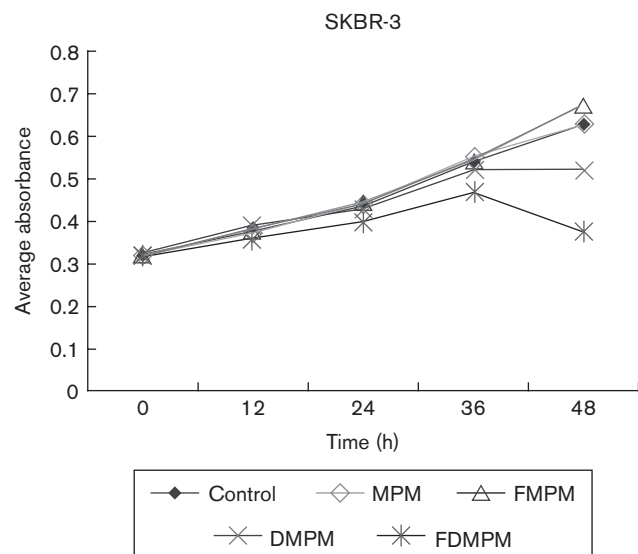 SKBR-3
Average absorbance
0.8
0.7
0.6
0.5
0.4
0.3
0.2
0.1
0
0 12 24 36 48
Time (h)
Control MPM FMPM
DMPM FDMPM